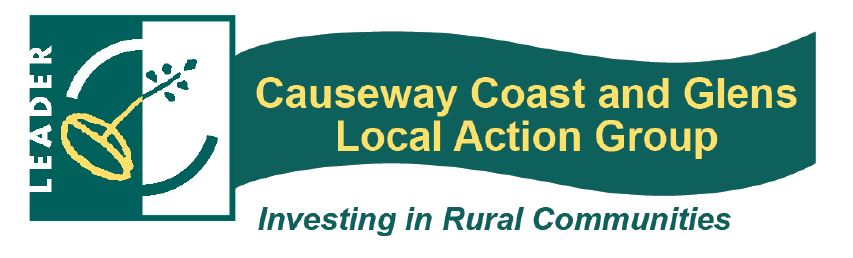 LEADER
Causeway Coast and Glens
Local Action Group
Investing in Rural Communities